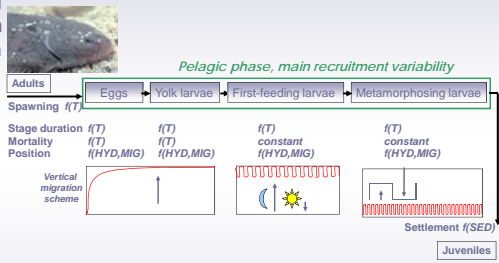 Pelagic phase, main recruitment variability
Adults
Eggs Yolk larvae First-feeding larvae Metamorphosing larvae
Spawning f(T)
Stage duration f(T) f(T) f(T) f(T)
Mortality f(T) f(T) constant constant
Position f(HYD,MIG) f(HYD,MIG) f(HYD,MIG) f(HYD,MIG)
Vertical
migration
scheme
Settlement f(SED)
Juveniles